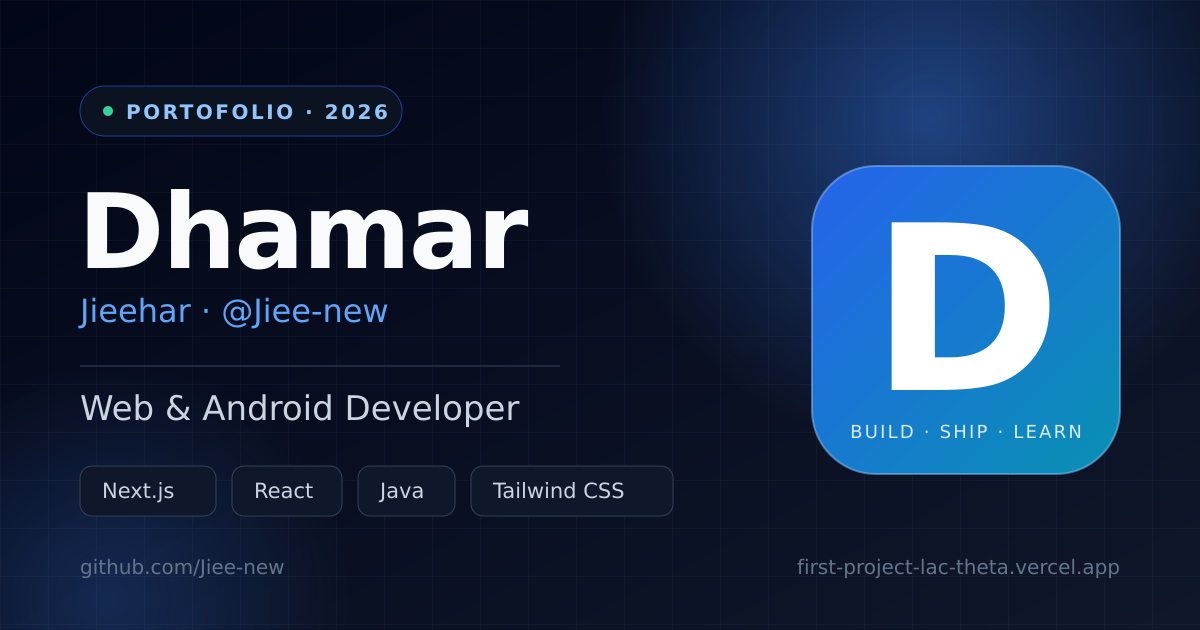 PORTOFOLIO · 2026
Dhamar
Jieehar · @Jiee-new
Web & Android Developer
Next.js React Java Tailwind CSS
github.com/Jiee-new
D
BUILD · SHIP · LEARN
first-project-lac-theta.vercel.app